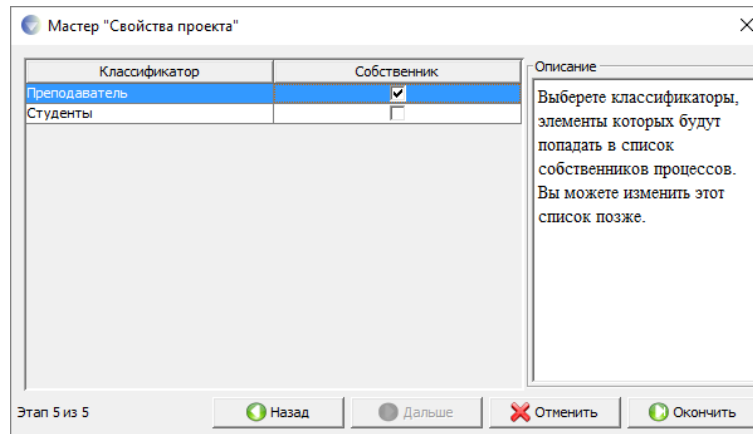 Мастер "Свойства проекта"
Классификатор Собственник
Преподаватель
Студенты
Описание
Выберете классификаторы,
элементы которых будут
попадать в список
собственников процессов.
Вы можете изменить этот
список позже.
Этап 5 из 5 Назад Дальше Отменить Окончить